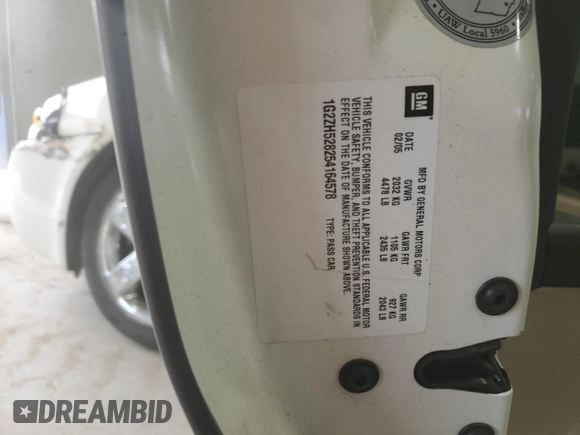 UAW Local 5960
GM
MFD BY GENERAL MOTORS CORP
DATE GVWR GAWR FRT GAWR RR
02/05 2032 KG 1105 KG 927 KG
4478 LB 2435 LB 2043 LB
THIS VEHICLE CONFORMS TO ALL APPLICABLE U.S. FEDERAL MOTOR
VEHICLE SAFETY, BUMPER, AND THEFT PREVENTION STANDARDS IN
EFFECT ON THE DATE OF MANUFACTURE SHOWN ABOVE.
1G2ZH528254164578 TYPE: PASS CAR
DREAMBID